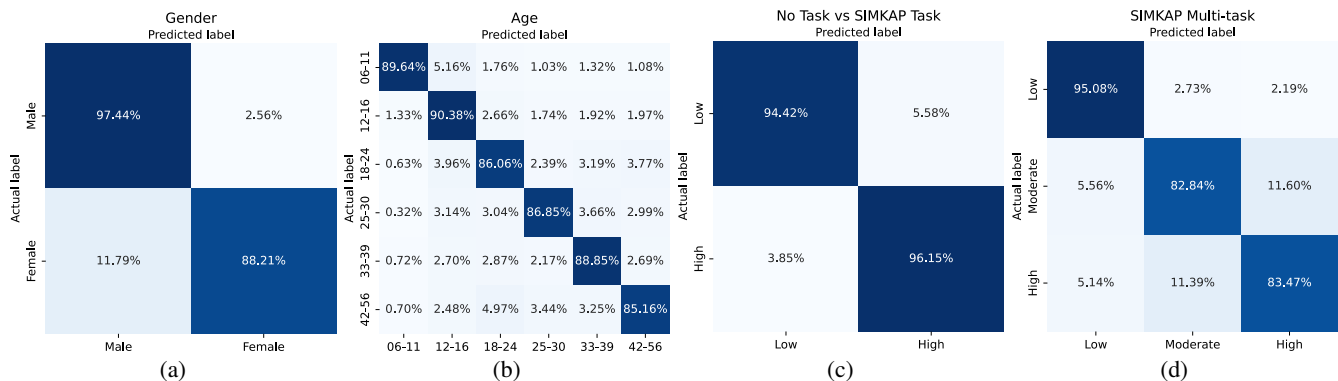 Gender
Predicted label
Actual label
Male
97.44% 2.56%
Female
11.79% 88.21%
Male Female
(a)
Age
Predicted label
Actual label
06-11
89.64% 5.16% 1.76% 1.03% 1.32% 1.08%
12-16
1.33% 90.38% 2.66% 1.74% 1.92% 1.97%
18-24
0.63% 3.96% 86.06% 2.39% 3.19% 3.77%
25-30
0.32% 3.14% 3.04% 86.85% 3.66% 2.99%
33-39
0.72% 2.70% 2.87% 2.17% 88.85% 2.69%
42-56
0.70% 2.48% 4.97% 3.44% 3.25% 85.16%
06-11 12-16 18-24 25-30 33-39 42-56
(b)
No Task vs SIMKAP Task
Predicted label
Actual label
Low
94.42% 5.58%
High
3.85% 96.15%
Low High
(c)
SIMKAP Multi-task
Predicted label
Actual label
Low
95.08% 2.73% 2.19%
Moderate
5.56% 82.84% 11.60%
High
5.14% 11.39% 83.47%
Low Moderate High
(d)